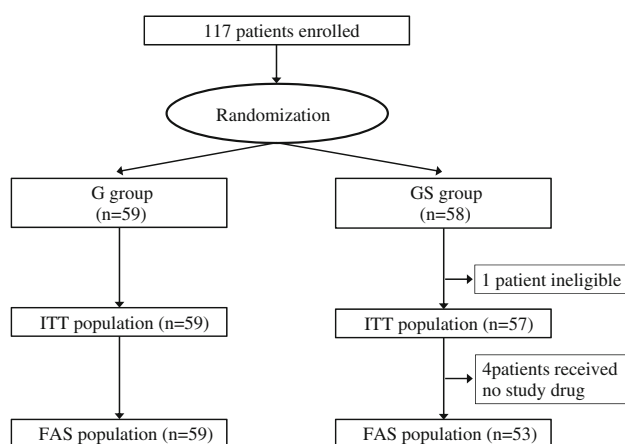 117 patients enrolled
Randomization
G group
(n=59)
GS group
(n=58)
1 patient ineligible
ITT population (n=59)
ITT population (n=57)
4patients received
no study drug
FAS population (n=59)
FAS population (n=53)